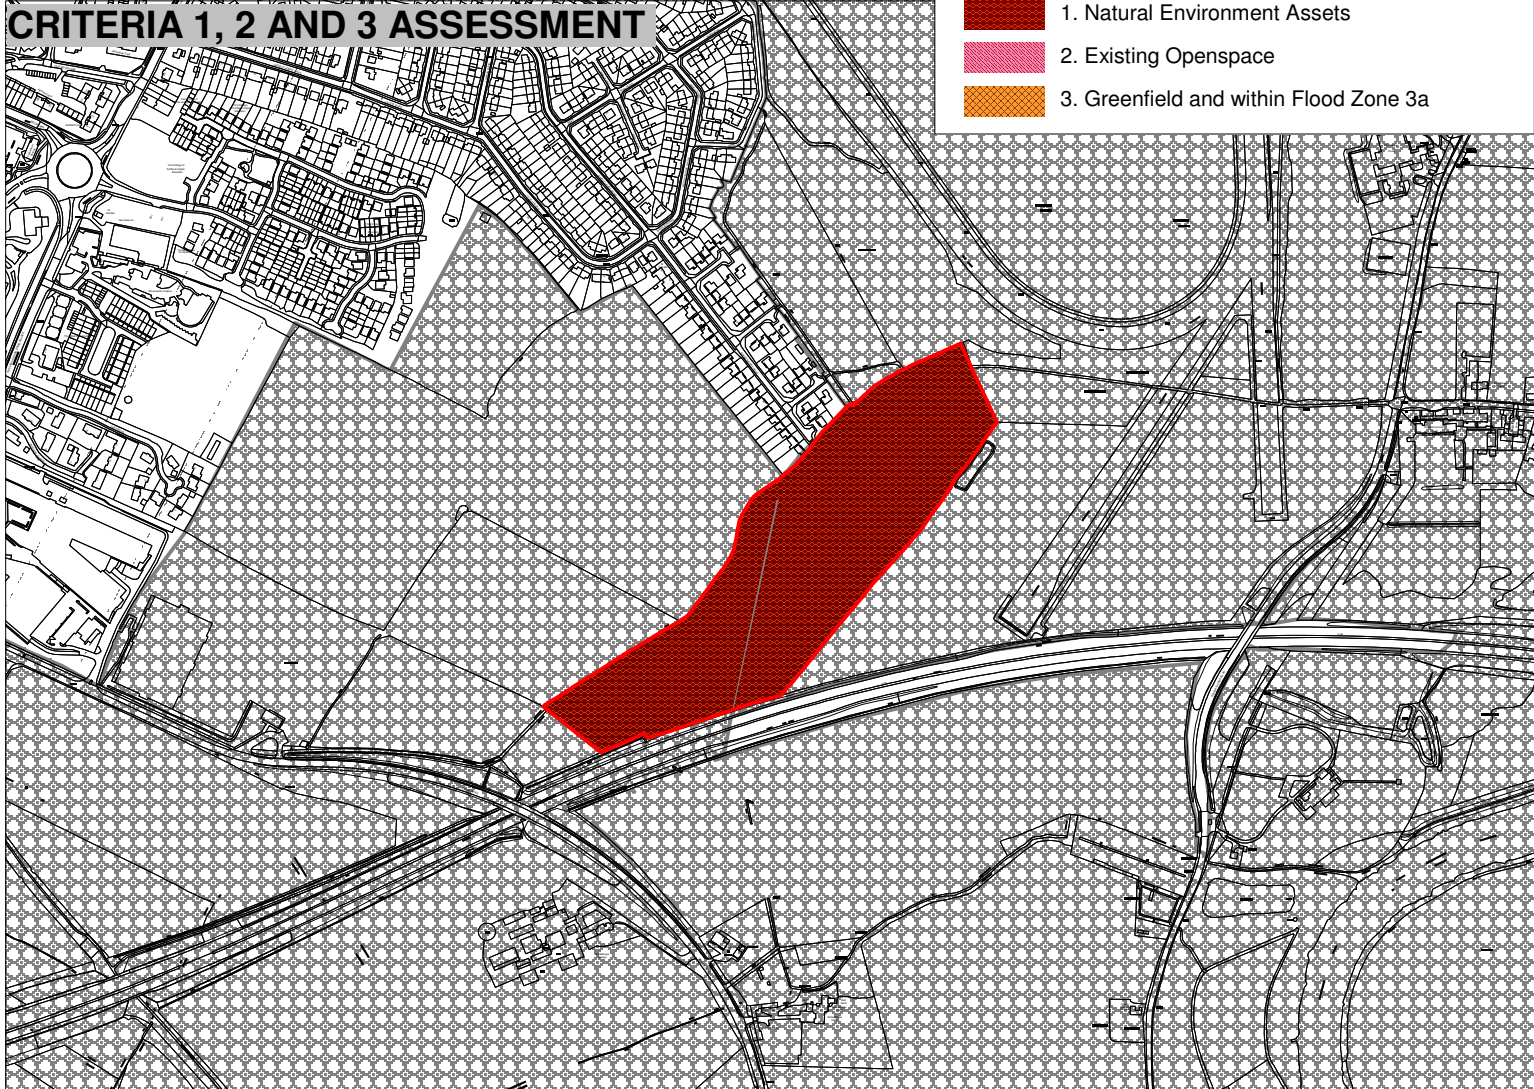 CRITERIA 1, 2 AND 3 ASSESSMENT
1. Natural Environment Assets
2. Existing Openspace
3. Greenfield and within Flood Zone 3a